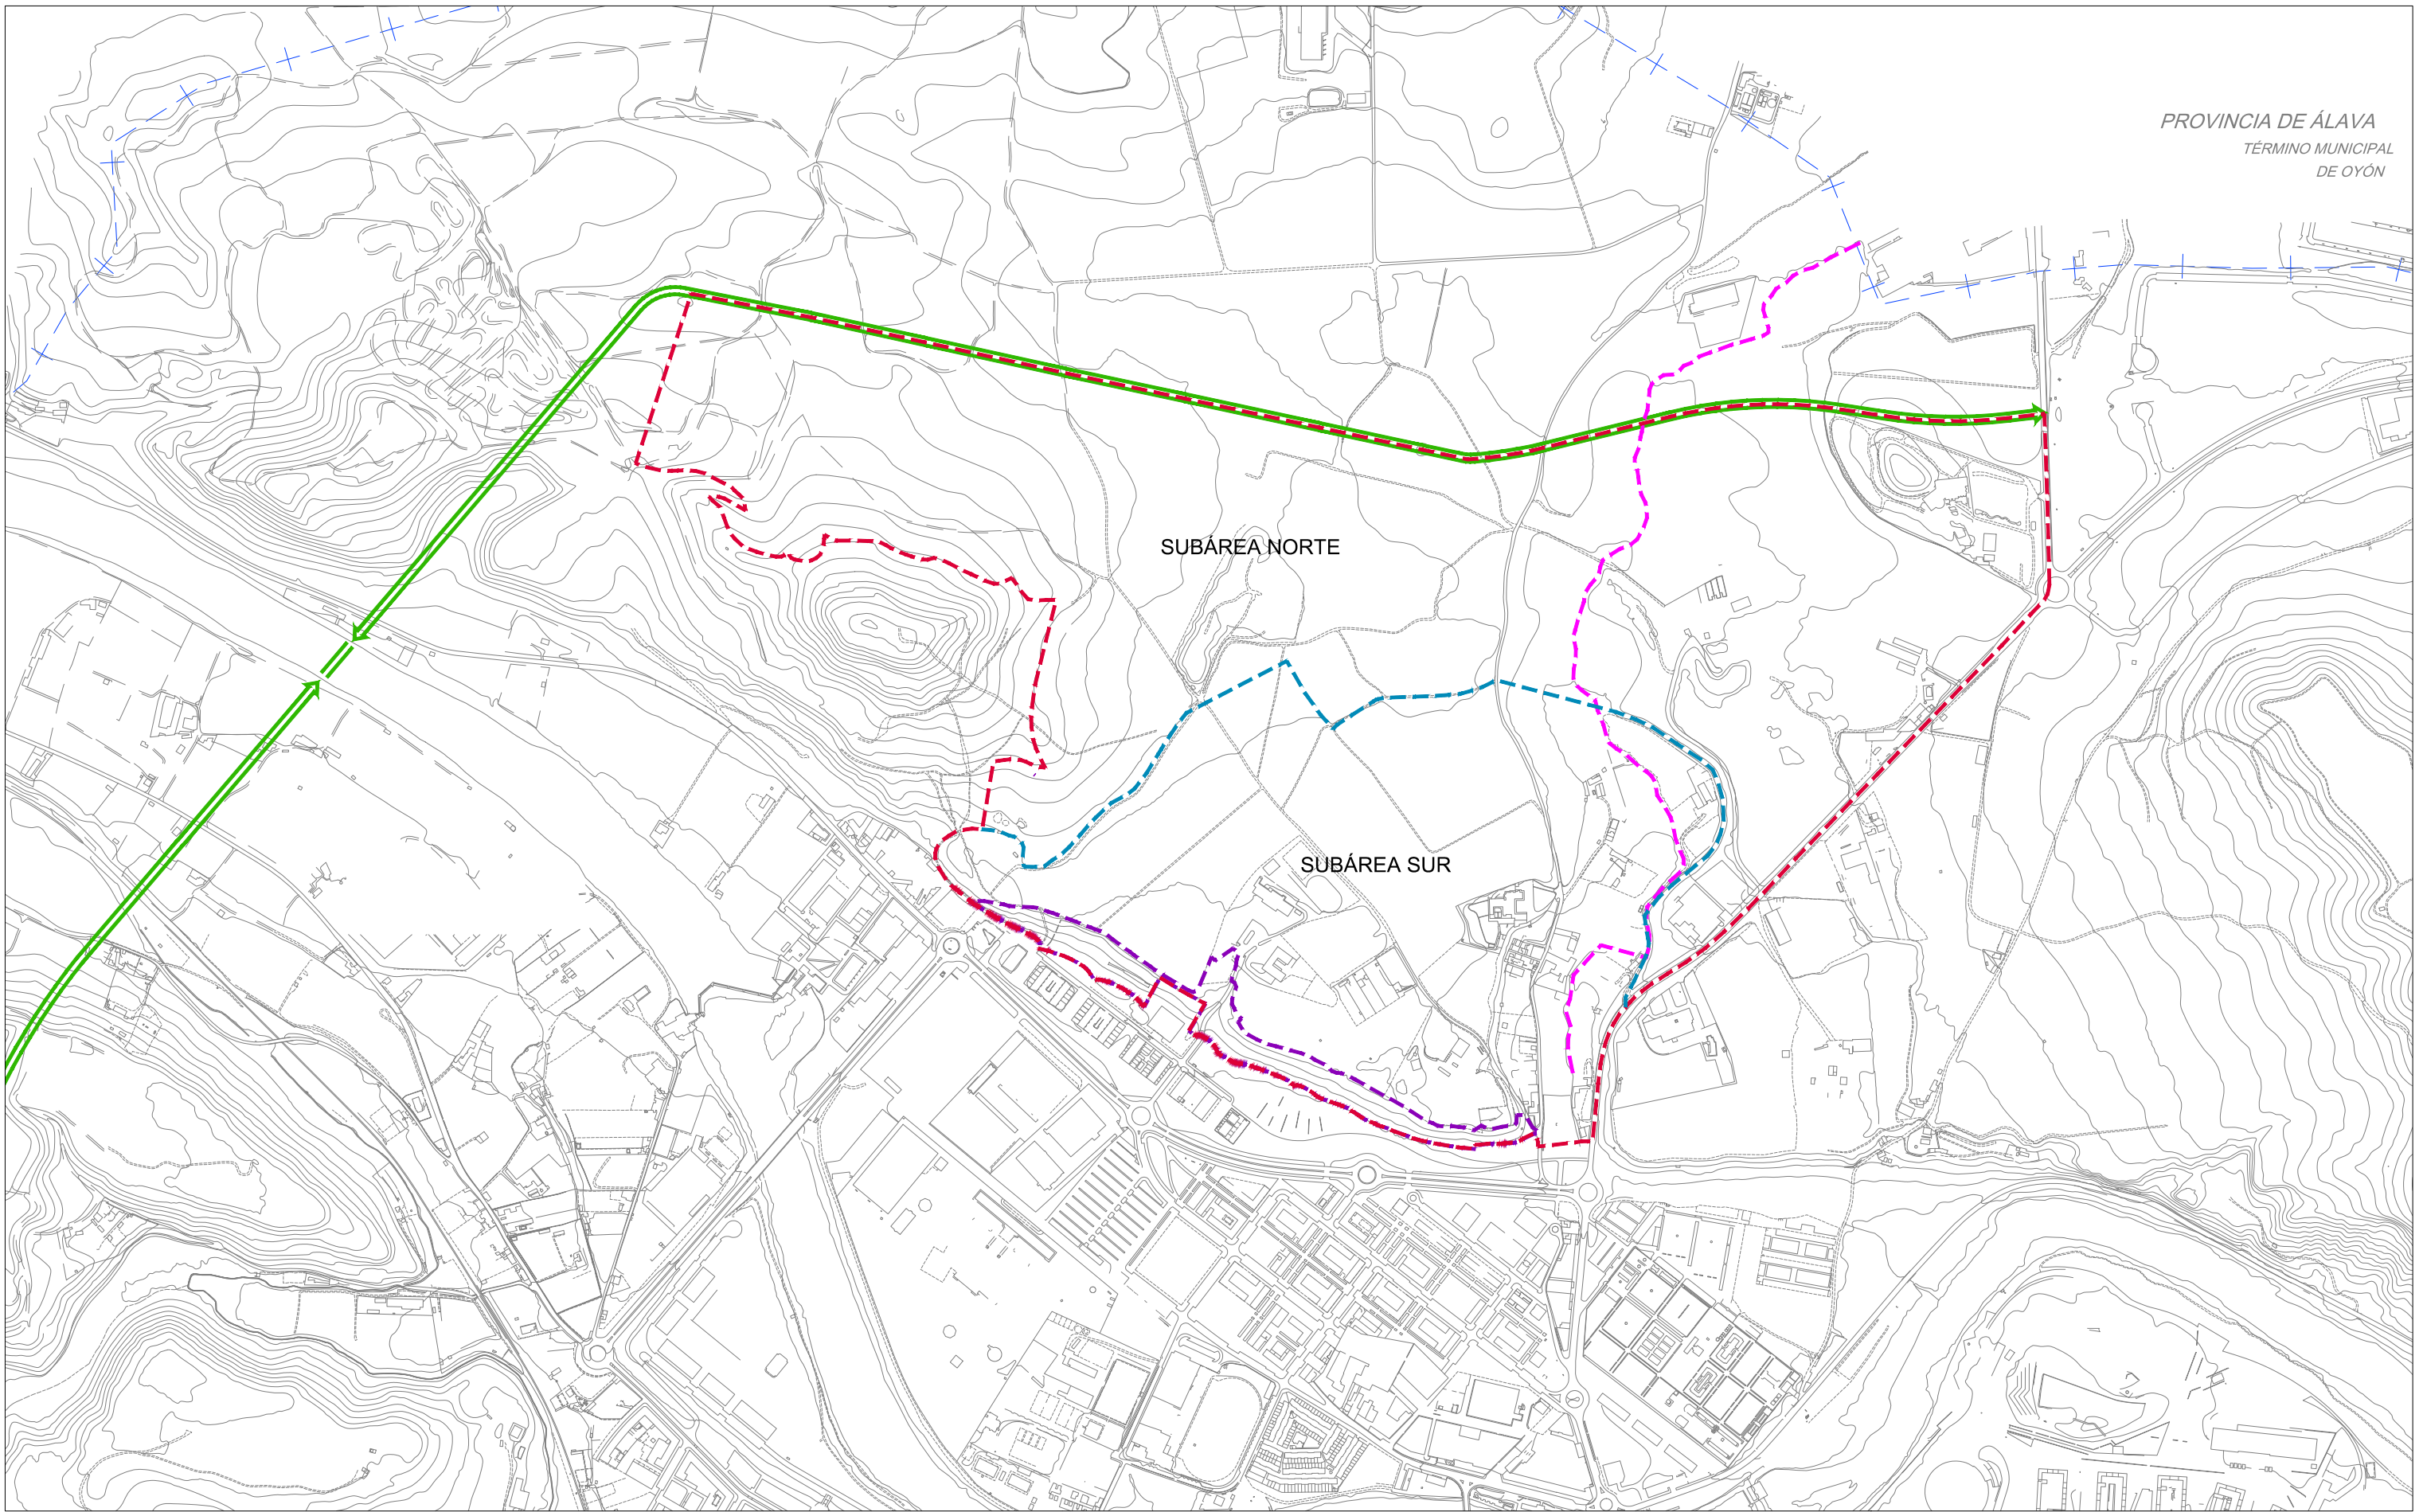 PROVINCIA DE ÁLAVA
TÉRMINO MUNICIPAL
DE OYÓN
SUBÁREA NORTE
SUBÁREA SUR